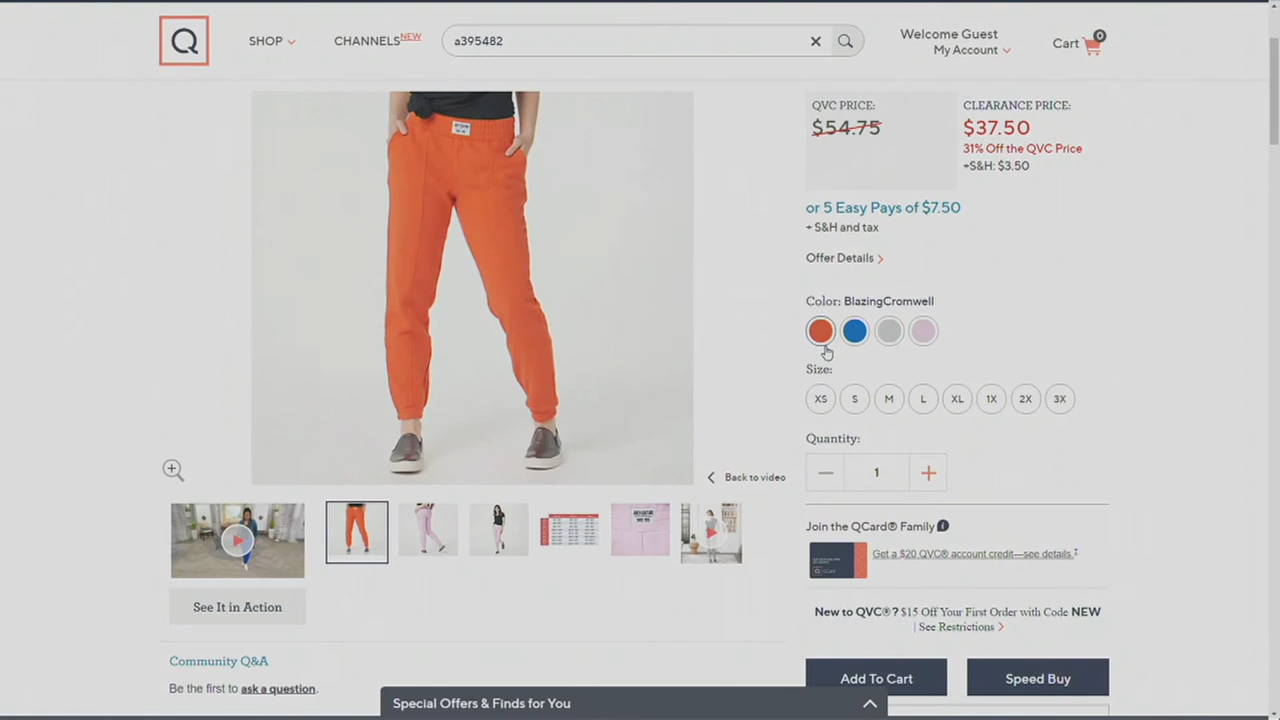 Q
SHOP
CHANNELS NEW
a395482
Welcome Guest
My Account
Cart
0
QVC PRICE:
$54.75
CLEARANCE PRICE:
$37.50
31% Off the QVC Price
+S&H: $3.50
or 5 Easy Pays of $7.50
+ S&H and tax
Offer Details
Color: BlazingCromwell
Size:
XS S M L XL 1X 2X 3X
Quantity:
1
Back to video
See It in Action
Join the QCard® Family
Get a $20 QVC® account credit—see details.‡
New to QVC®? $15 Off Your First Order with Code NEW
| See Restrictions
Add To Cart
Speed Buy
Community Q&A
Be the first to ask a question.
Special Offers & Finds for You